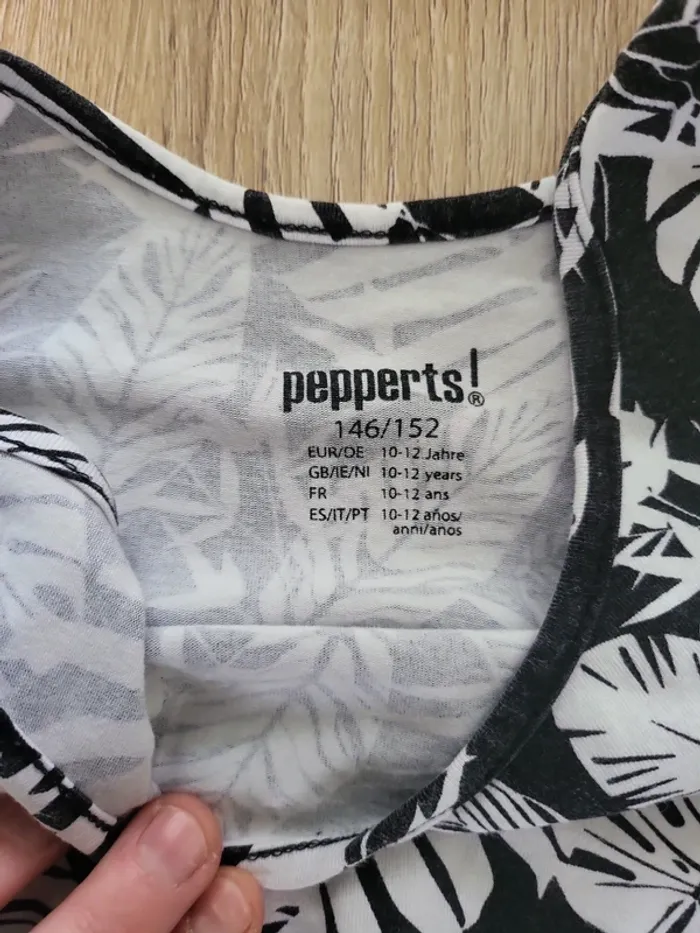 pepperts!®
146/152
EUR/DE 10-12 Jahre
GB/IE/NI 10-12 years
FR 10-12 ans
ES/IT/PT 10-12 años/
anni/anos